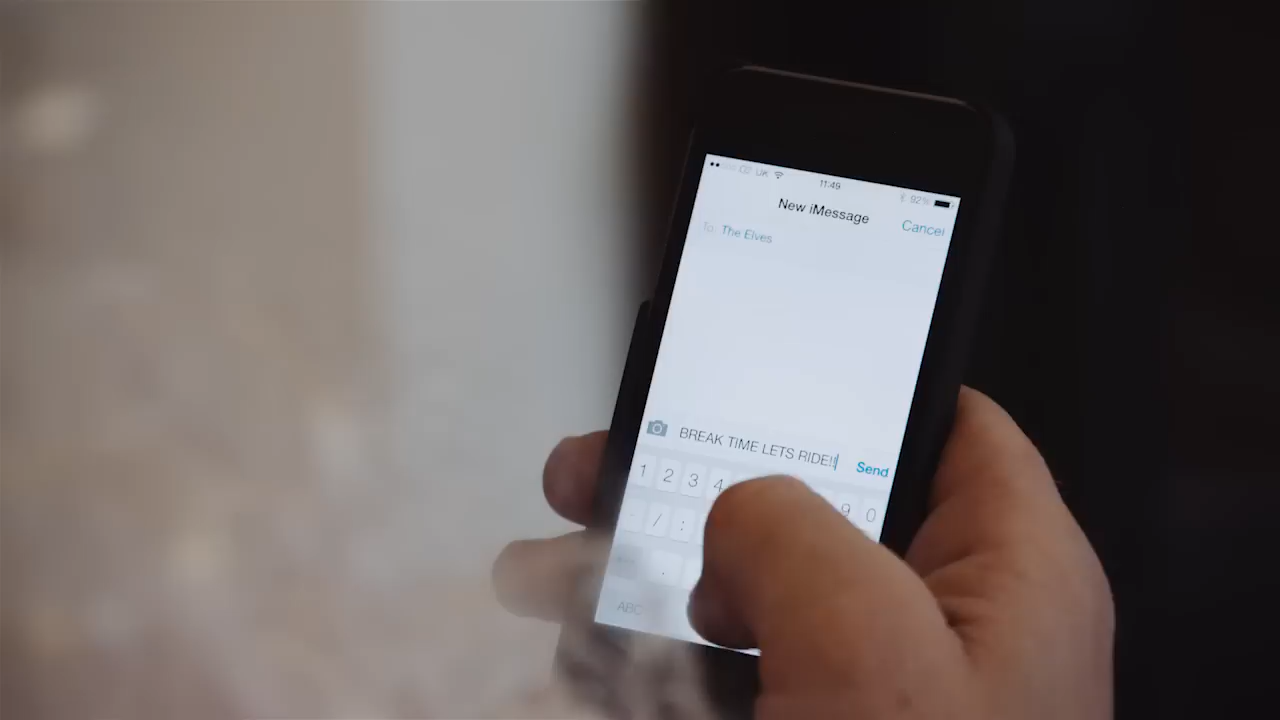 O2 UK 11:49 92%
New iMessage Cancel
To: The Elves
BREAK TIME LETS RIDE!! Send
1 2 3 4 9 0
- / :
.
ABC